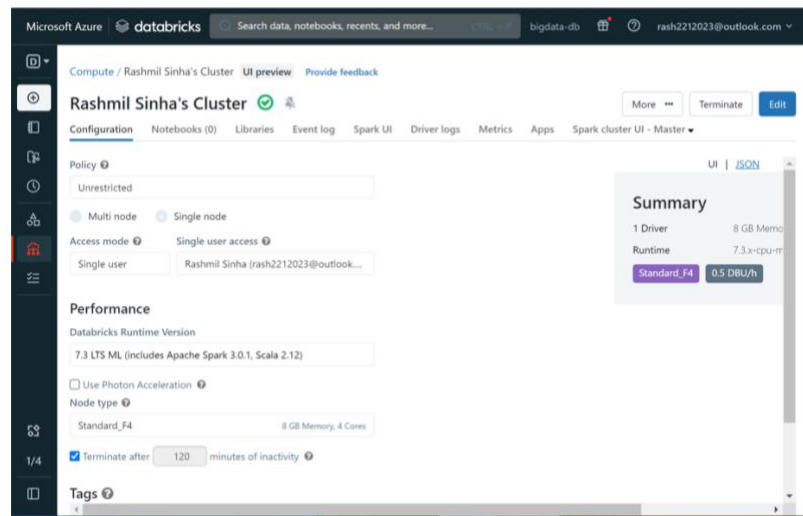 Microsoft Azure databricks Search data, notebooks, recents, and more... CTRL + P bigdata-db rash2212023@outlook.com
D
Compute / Rashmil Sinha's Cluster UI preview Provide feedback
Rashmil Sinha's Cluster More ••• Terminate Edit
Configuration Notebooks (0) Libraries Event log Spark UI Driver logs Metrics Apps Spark cluster UI - Master
UI | JSON
Policy
Unrestricted
Multi node Single node
Access mode Single user access
Single user Rashmil Sinha (rash2212023@outlook....
Summary
1 Driver 8 GB Memo
Runtime 7.3.x-cpu-m
Standard_F4 0.5 DBU/h
Performance
Databricks Runtime Version
7.3 LTS ML (includes Apache Spark 3.0.1, Scala 2.12)
Use Photon Acceleration
Node type
Standard_F4 8 GB Memory, 4 Cores
Terminate after 120 minutes of inactivity
1/4
Tags